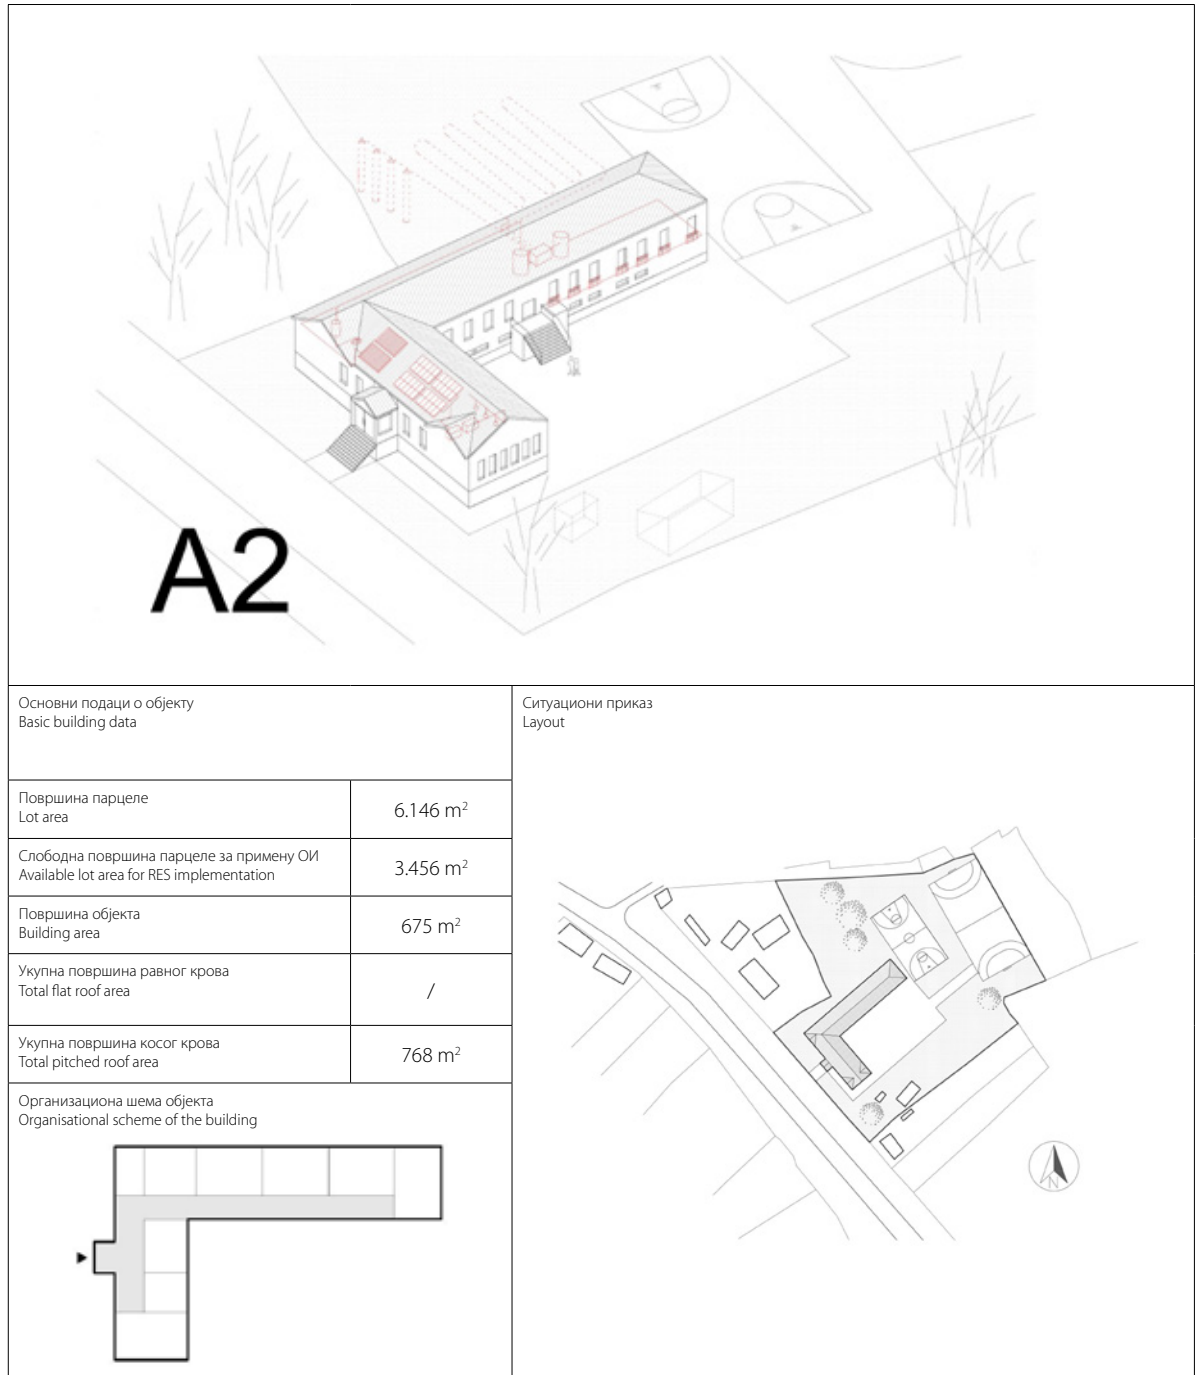 A2
Основни подаци о објекту
Basic building data
Површина парцеле
Lot area
6.146 m²
Слободна површина парцеле за примену ОИ
Available lot area for RES implementation
3.456 m²
Површина објекта
Building area
675 m²
Укупна површина равног крова
Total flat roof area
/
Укупна површина косог крова
Total pitched roof area
768 m²
Организациона шема објекта
Organisational scheme of the building
Ситуациони приказ
Layout
N